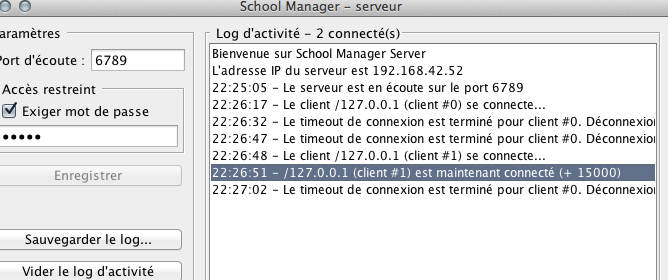 School Manager - serveur
aramètres
Port d'écoute : 6789
Accès restreint
Exiger mot de passe
•••••
Enregistrer
Sauvegarder le log...
Vider le log d'activité
Log d'activité - 2 connecté(s)
Bienvenue sur School Manager Server
L'adresse IP du serveur est 192.168.42.52
22:25:05 - Le serveur est en écoute sur le port 6789
22:26:17 - Le client /127.0.0.1 (client #0) se connecte...
22:26:32 - Le timeout de connexion est terminé pour client #0. Déconnexion
22:26:47 - Le timeout de connexion est terminé pour client #0. Déconnexion
22:26:48 - Le client /127.0.0.1 (client #1) se connecte...
22:26:51 - /127.0.0.1 (client #1) est maintenant connecté (+ 15000)
22:27:02 - Le timeout de connexion est terminé pour client #0. Déconnexion